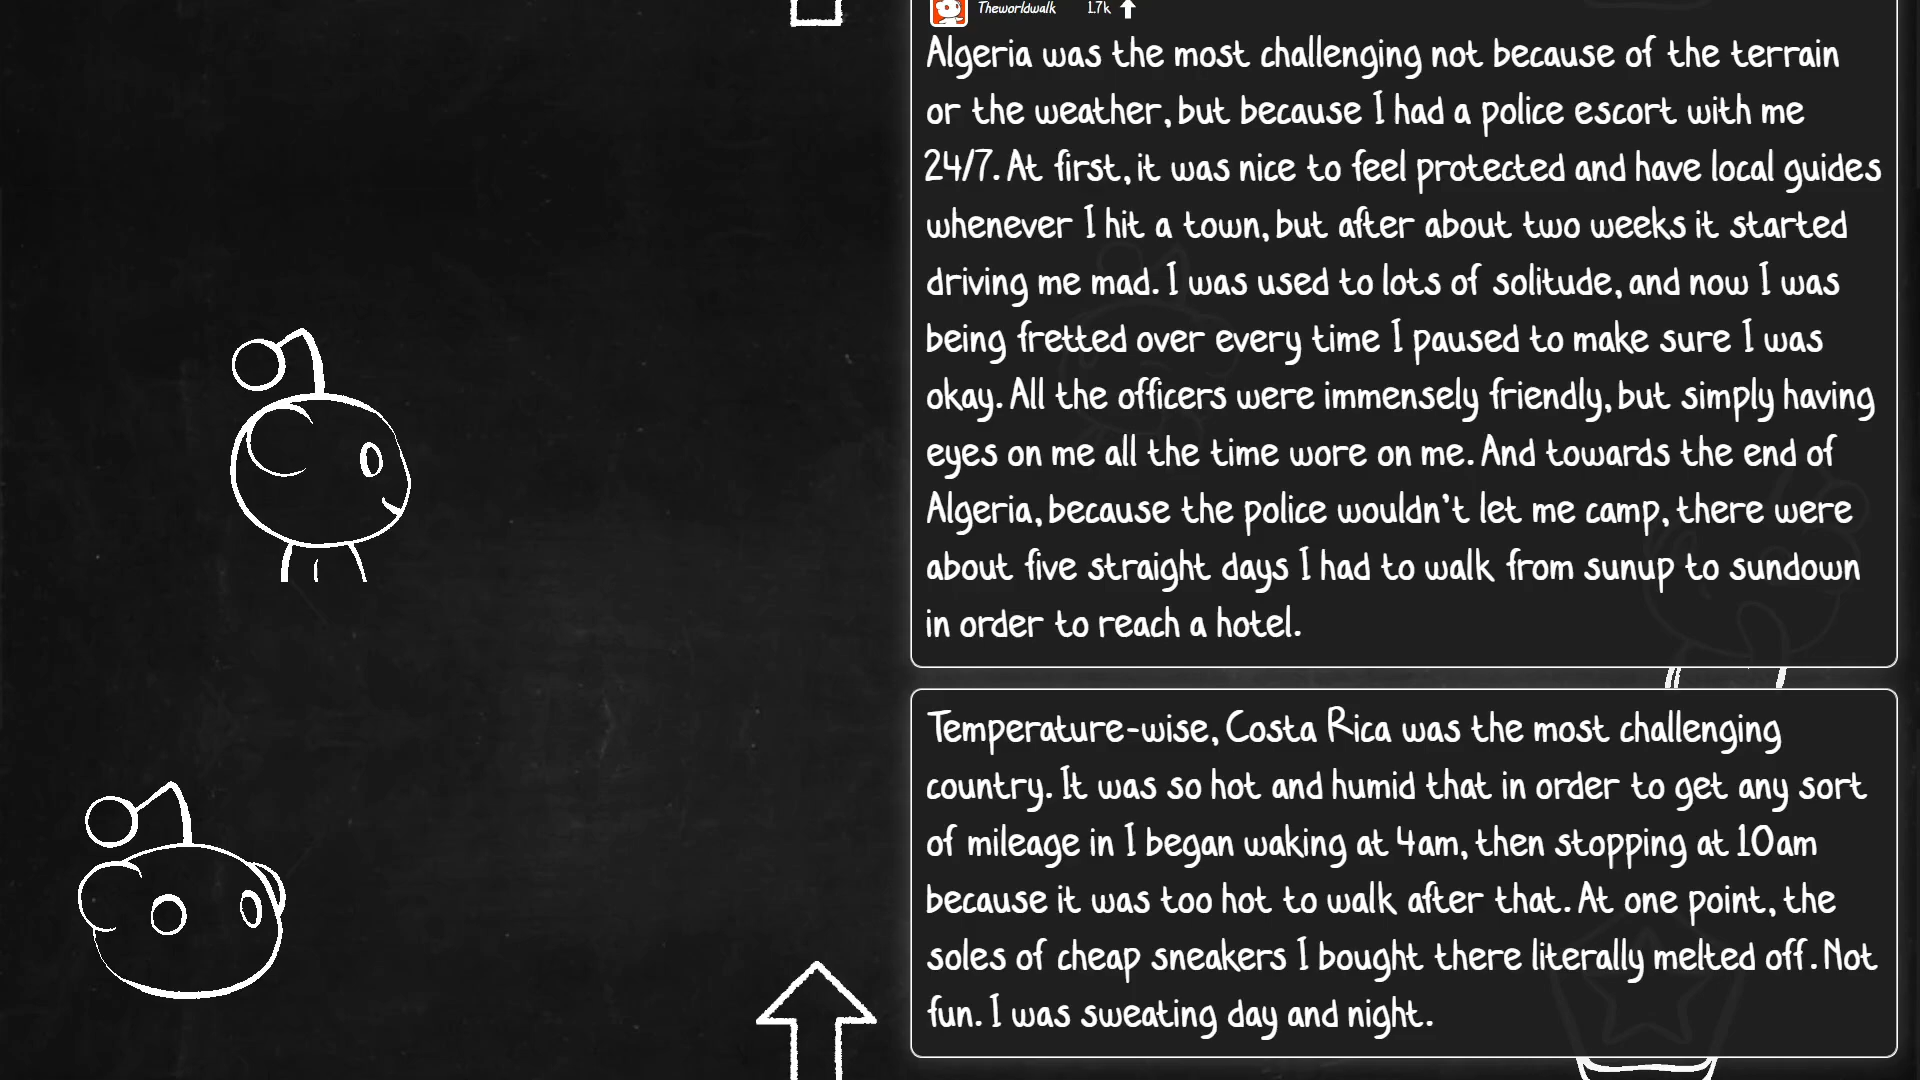 Theworldwalk 1.7k
Algeria was the most challenging not because of the terrain
or the weather, but because I had a police escort with me
24/7. At first, it was nice to feel protected and have local guides
whenever I hit a town, but after about two weeks it started
driving me mad. I was used to lots of solitude, and now I was
being fretted over every time I paused to make sure I was
okay. All the officers were immensely friendly, but simply having
eyes on me all the time wore on me. And towards the end of
Algeria, because the police wouldn't let me camp, there were
about five straight days I had to walk from sunup to sundown
in order to reach a hotel.
Temperature-wise, Costa Rica was the most challenging
country. It was so hot and humid that in order to get any sort
of mileage in I began waking at 4am, then stopping at 10am
because it was too hot to walk after that. At one point, the
soles of cheap sneakers I bought there literally melted off. Not
fun. I was sweating day and night.